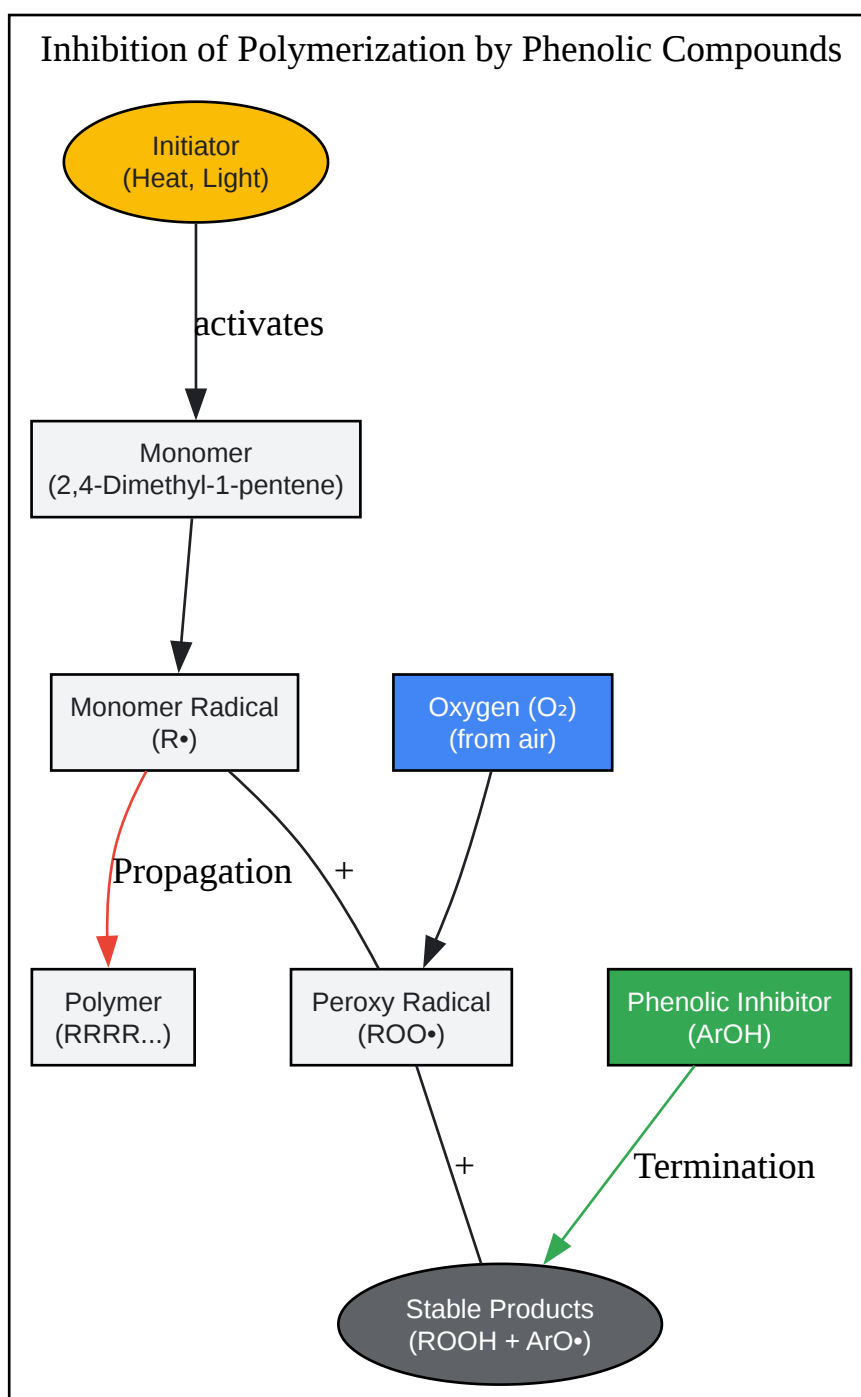 Inhibition of Polymerization by Phenolic Compounds
Initiator
(Heat, Light)
activates
Monomer
(2,4-Dimethyl-1-pentene)
Monomer Radical
(R•)
Oxygen (O₂)
(from air)
Propagation
+
Polymer
(RRRR...)
Peroxy Radical
(ROO•)
Phenolic Inhibitor
(ArOH)
+
Termination
Stable Products
(ROOH + ArO•)